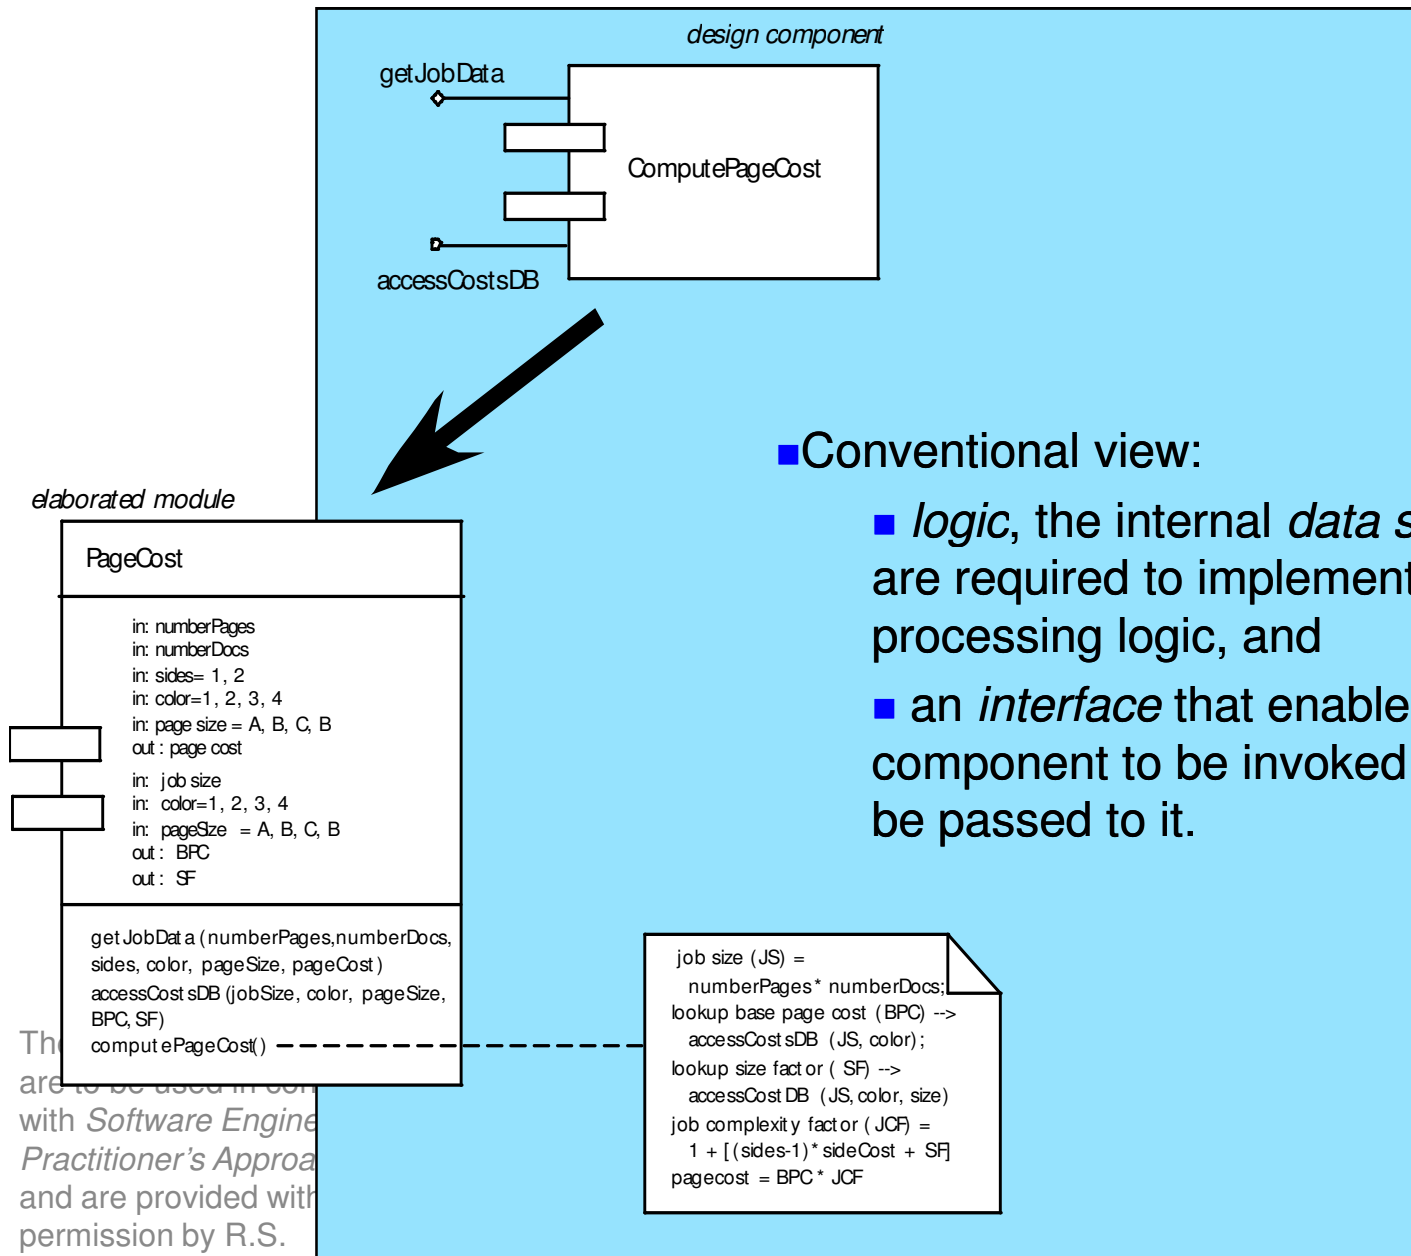 design component
getJobData
ComputePageCost
accessCostsDB
elaborated module
PageCost
in: numberPages
in: numberDocs
in: sides= 1, 2
in: color=1, 2, 3, 4
in: page size = A, B, C, B
out : page cost
in: job size
in: color=1, 2, 3, 4
in: pageSize = A, B, C, B
out : BPC
out : SF
getJobData (numberPages,numberDocs,
sides, color, pageSize, pageCost )
accessCostsDB (jobSize, color, pageSize,
BPC, SF)
computePageCost()
job size (JS) =
numberPages * numberDocs;
lookup base page cost (BPC) -->
accessCostsDB (JS, color);
lookup size factor (SF) -->
accessCostDB (JS, color, size)
job complexity factor (JCF) =
1 + [(sides-1)* sideCost + SF]
pagecost = BPC * JCF
Conventional view:
logic, the internal data s
are required to implement
processing logic, and
an interface that enable
component to be invoked
be passed to it.
are to be used in con
with Software Engine
Practitioner's Approa
and are provided with
permission by R.S.